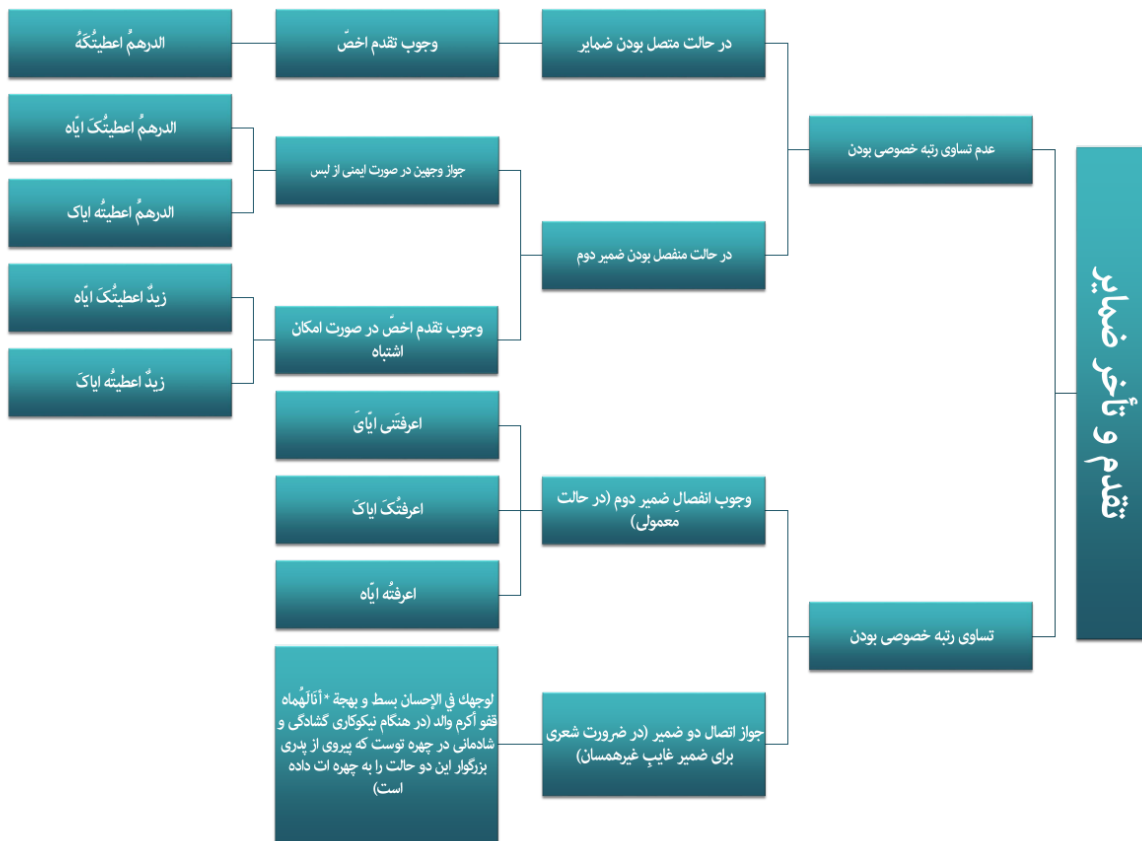 تقدم و تأخر ضمایر
عدم تساوی رتبه خصوصی بودن
در حالت متصل بودن ضمایر
وجوب تقدم اخصّ
الدرهمُ اعطیتُکَهُ
در حالت منفصل بودن ضمیر دوم
جواز وجهین در صورت ایمنی از لبس
الدرهمُ اعطیتُکَ ایّاه
الدرهمُ اعطیتُه ایاک
وجوب تقدم اخصّ در صورت امکان
اشتباه
زیدٌ اعطیتُکَ ایّاه
زیدٌ اعطیتُه ایاکَ
تساوی رتبه خصوصی بودن
وجوب انفصالِ ضمیر دوم (در حالت
معمولی)
اعرفتَنی ایّایَ
اعرفتُکَ ایاکَ
اعرفتُه ایّاه
جواز اتصال دو ضمیر (در ضرورت شعری
برای ضمیر غایبِ غیرهمسان)
لوجهك في الإحسان بسط و بهجة * أنَالَهُماه
قفو أكرم والد (در هنگام نیکوکاری گشادگی و
شادمانی در چهره توست که پیروی از پدری
بزرگوار این دو حالت را به چهره ات داده
است)